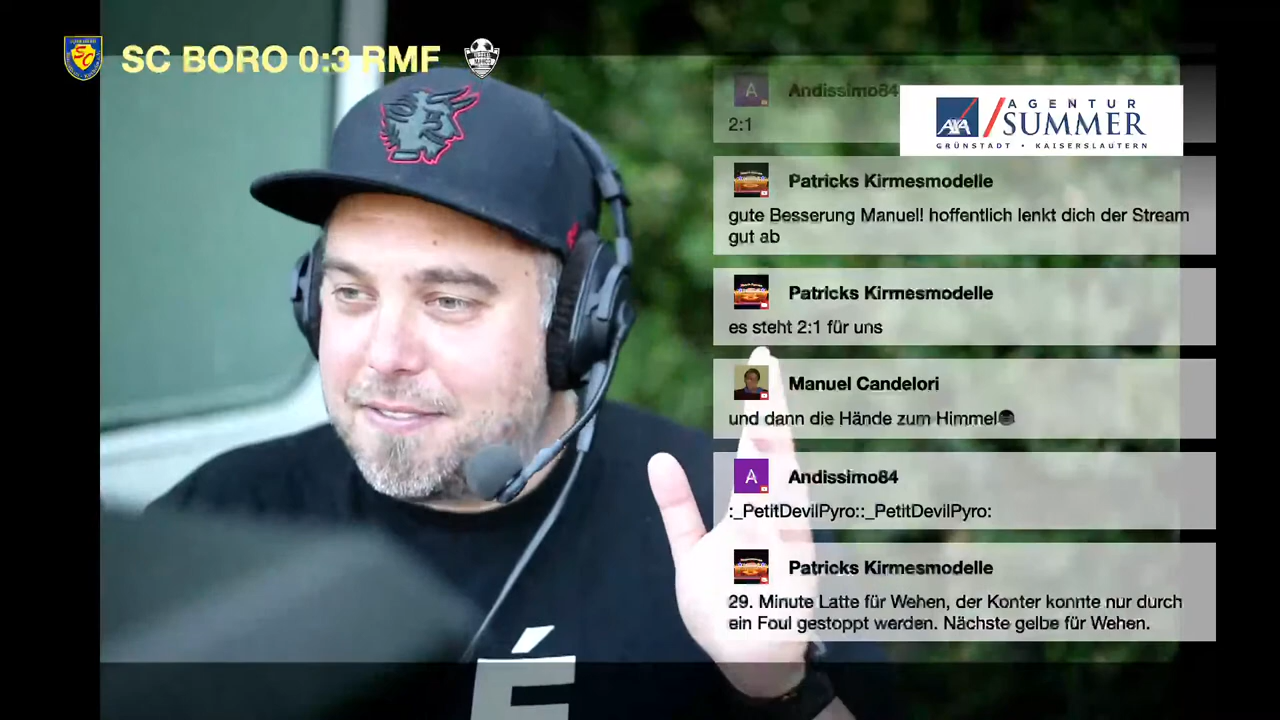 SC BORO 0:3 RMF
Andissimo84
2:1
AXA
AGENTUR
SUMMER
GRÜNSTADT • KAISERSLAUTERN
Patricks Kirmesmodelle
gute Besserung Manuel! hoffentlich lenkt dich der Stream
gut ab
Patricks Kirmesmodelle
es steht 2:1 für uns
Manuel Candelori
und dann die Hände zum Himmel
A Andissimo84
:_PetitDevilPyro::_PetitDevilPyro:
Patricks Kirmesmodelle
29. Minute Latte für Wehen, der Konter konnte nur durch
ein Foul gestoppt werden. Nächste gelbe für Wehen.
É